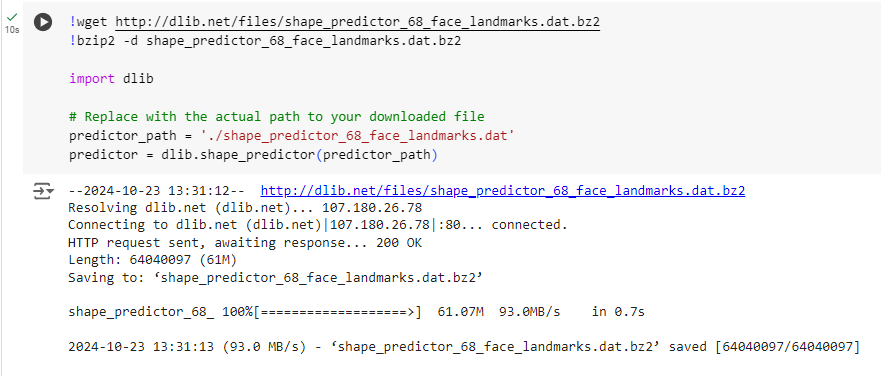 10s
!wget http://dlib.net/files/shape_predictor_68_face_landmarks.dat.bz2
!bzip2 -d shape_predictor_68_face_landmarks.dat.bz2
import dlib
# Replace with the actual path to your downloaded file
predictor_path = './shape_predictor_68_face_landmarks.dat'
predictor = dlib.shape_predictor(predictor_path)
--2024-10-23 13:31:12--  http://dlib.net/files/shape_predictor_68_face_landmarks.dat.bz2
Resolving dlib.net (dlib.net)... 107.180.26.78
Connecting to dlib.net (dlib.net)|107.180.26.78|:80... connected.
HTTP request sent, awaiting response... 200 OK
Length: 64040097 (61M)
Saving to: ‘shape_predictor_68_face_landmarks.dat.bz2’
shape_predictor_68_ 100%[===================>]  61.07M  93.0MB/s    in 0.7s
2024-10-23 13:31:13 (93.0 MB/s) - ‘shape_predictor_68_face_landmarks.dat.bz2’ saved [64040097/64040097]